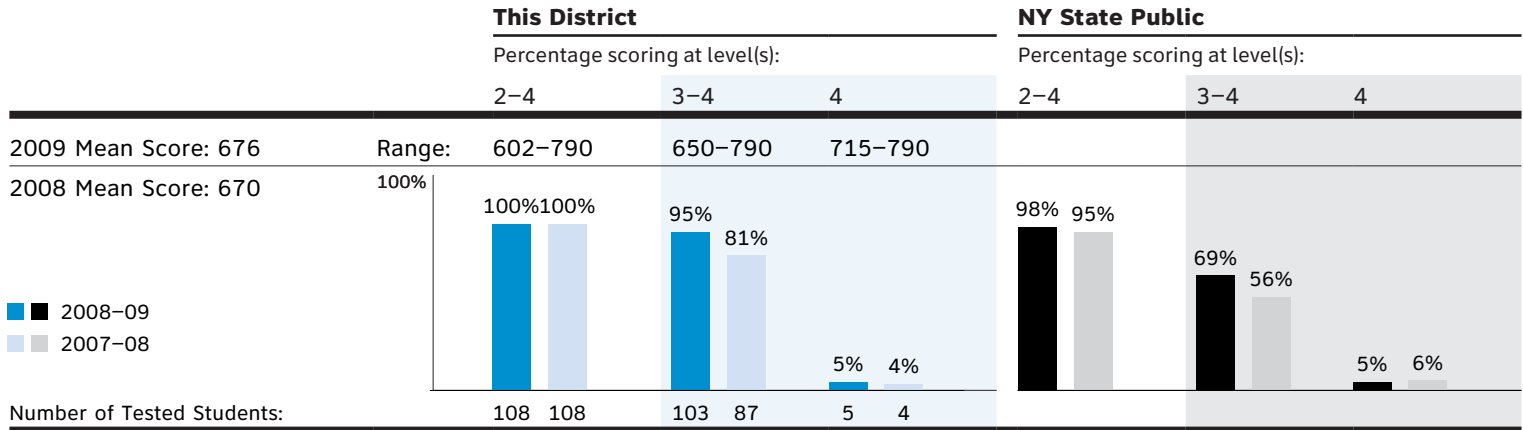 This District NY State Public
Percentage scoring at level(s): Percentage scoring at level(s):
2–4 3–4 4 2–4 3–4 4
2009 Mean Score: 676 Range: 602–790 650–790 715–790
2008 Mean Score: 670 100%
100% 100% 95% 81% 5% 4% 98% 95% 69% 56% 5% 6%
2008–09
2007–08
Number of Tested Students: 108 108 103 87 5 4